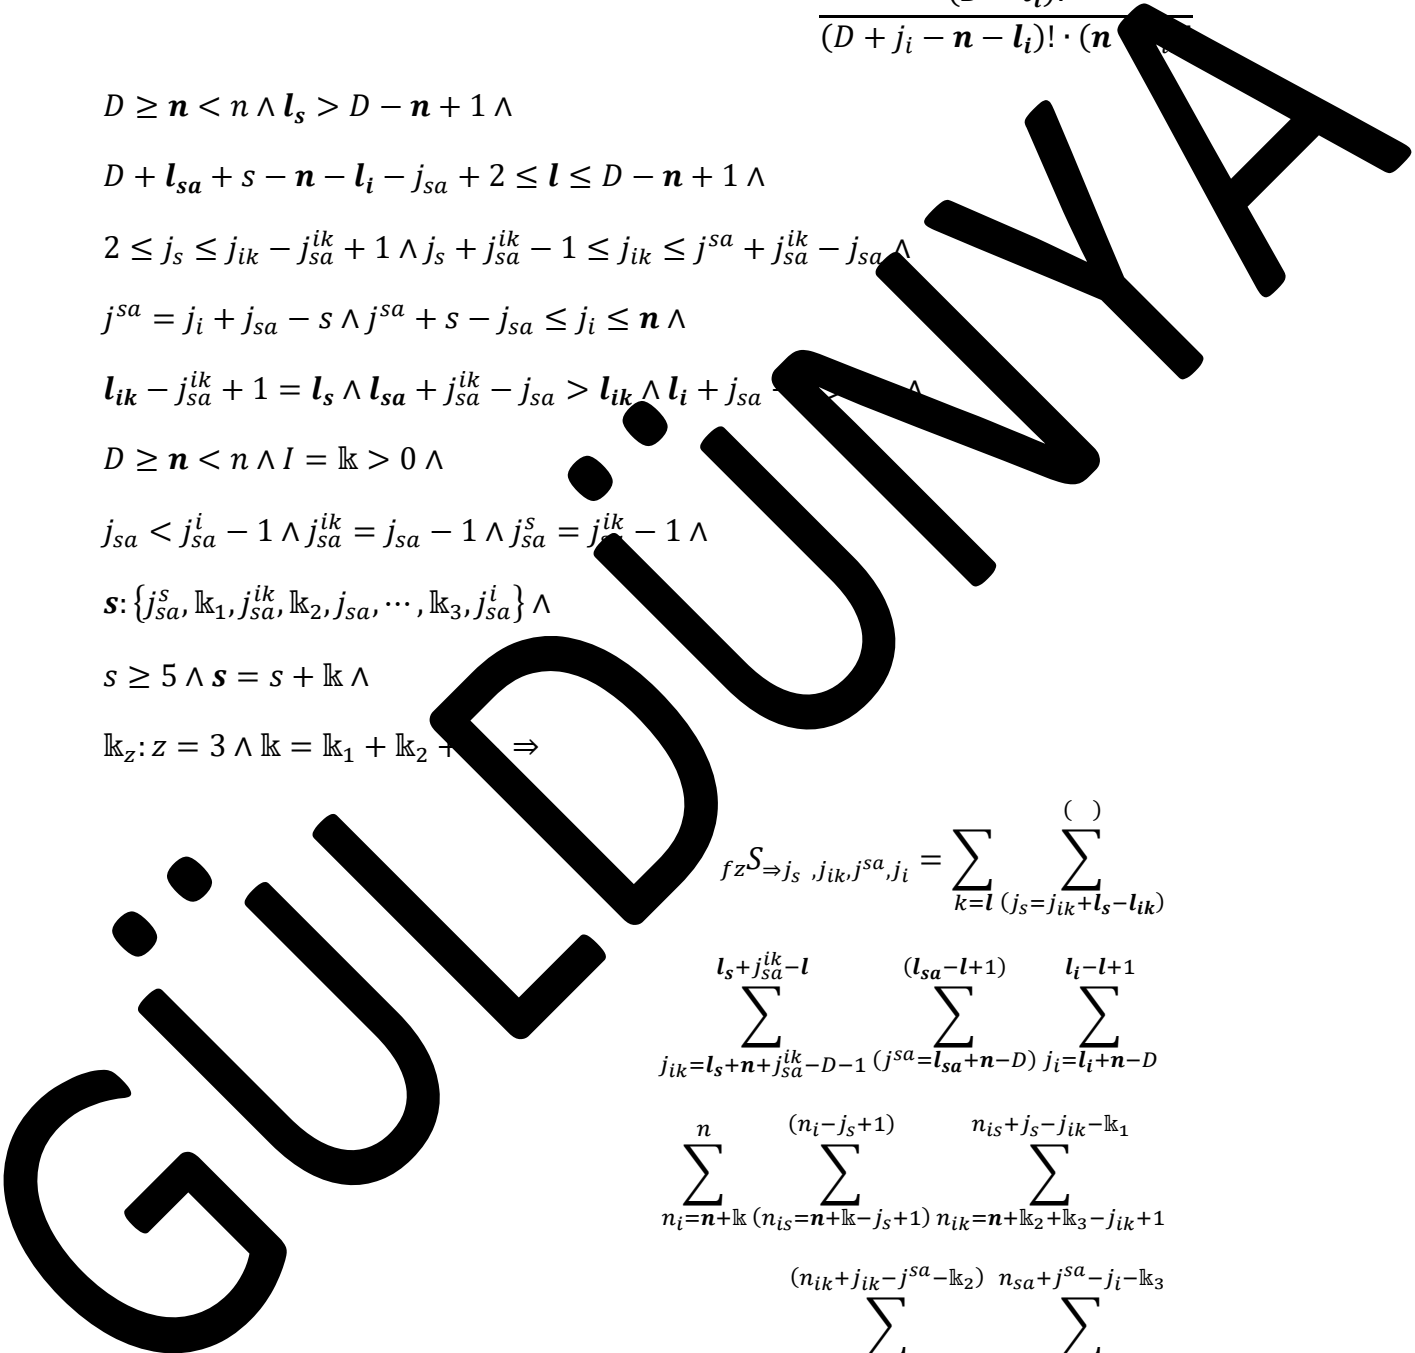 (D + j_i − n − l_i)! · (n
D ≥ n < n ∧ l_s > D − n + 1 ∧
D + l_sa + s − n − l_i − j_sa + 2 ≤ l ≤ D − n + 1 ∧
2 ≤ j_s ≤ j_ik − j_sa^ik + 1 ∧ j_s + j_sa^ik − 1 ≤ j_ik ≤ j^sa + j_sa^ik − j_sa ∧
j^sa = j_i + j_sa − s ∧ j^sa + s − j_sa ≤ j_i ≤ n ∧
l_ik − j_sa^ik + 1 = l_s ∧ l_sa + j_sa^ik − j_sa > l_ik ∧ l_i + j_sa
D ≥ n < n ∧ I = 𝕜 > 0 ∧
j_sa < j_sa^i − 1 ∧ j_sa^ik = j_sa − 1 ∧ j_sa^s = j_sa^ik − 1 ∧
s: {j_sa^s, 𝕜_1, j_sa^ik, 𝕜_2, j_sa, ⋯, 𝕜_3, j_sa^i} ∧
s ≥ 5 ∧ s = s + 𝕜 ∧
𝕜_z: z = 3 ∧ 𝕜 = 𝕜_1 + 𝕜_2 + ⇒
( )
fzS_⇒j_s ,j_ik,j^sa,j_i = ∑ ∑
k=l (j_s=j_ik+l_s−l_ik)
l_s+j_sa^ik−l (l_sa−l+1) l_i−l+1
∑ ∑ ∑
j_ik=l_s+n+j_sa^ik−D−1 (j^sa=l_sa+n−D) j_i=l_i+n−D
n (n_i−j_s+1) n_is+j_s−j_ik−𝕜_1
∑ ∑ ∑
n_i=n+𝕜 (n_is=n+𝕜−j_s+1) n_ik=n+𝕜_2+𝕜_3−j_ik+1
(n_ik+j_ik−j^sa−𝕜_2) n_sa+j^sa−j_i−𝕜_3
∑ ∑
GÜLDÜNYA